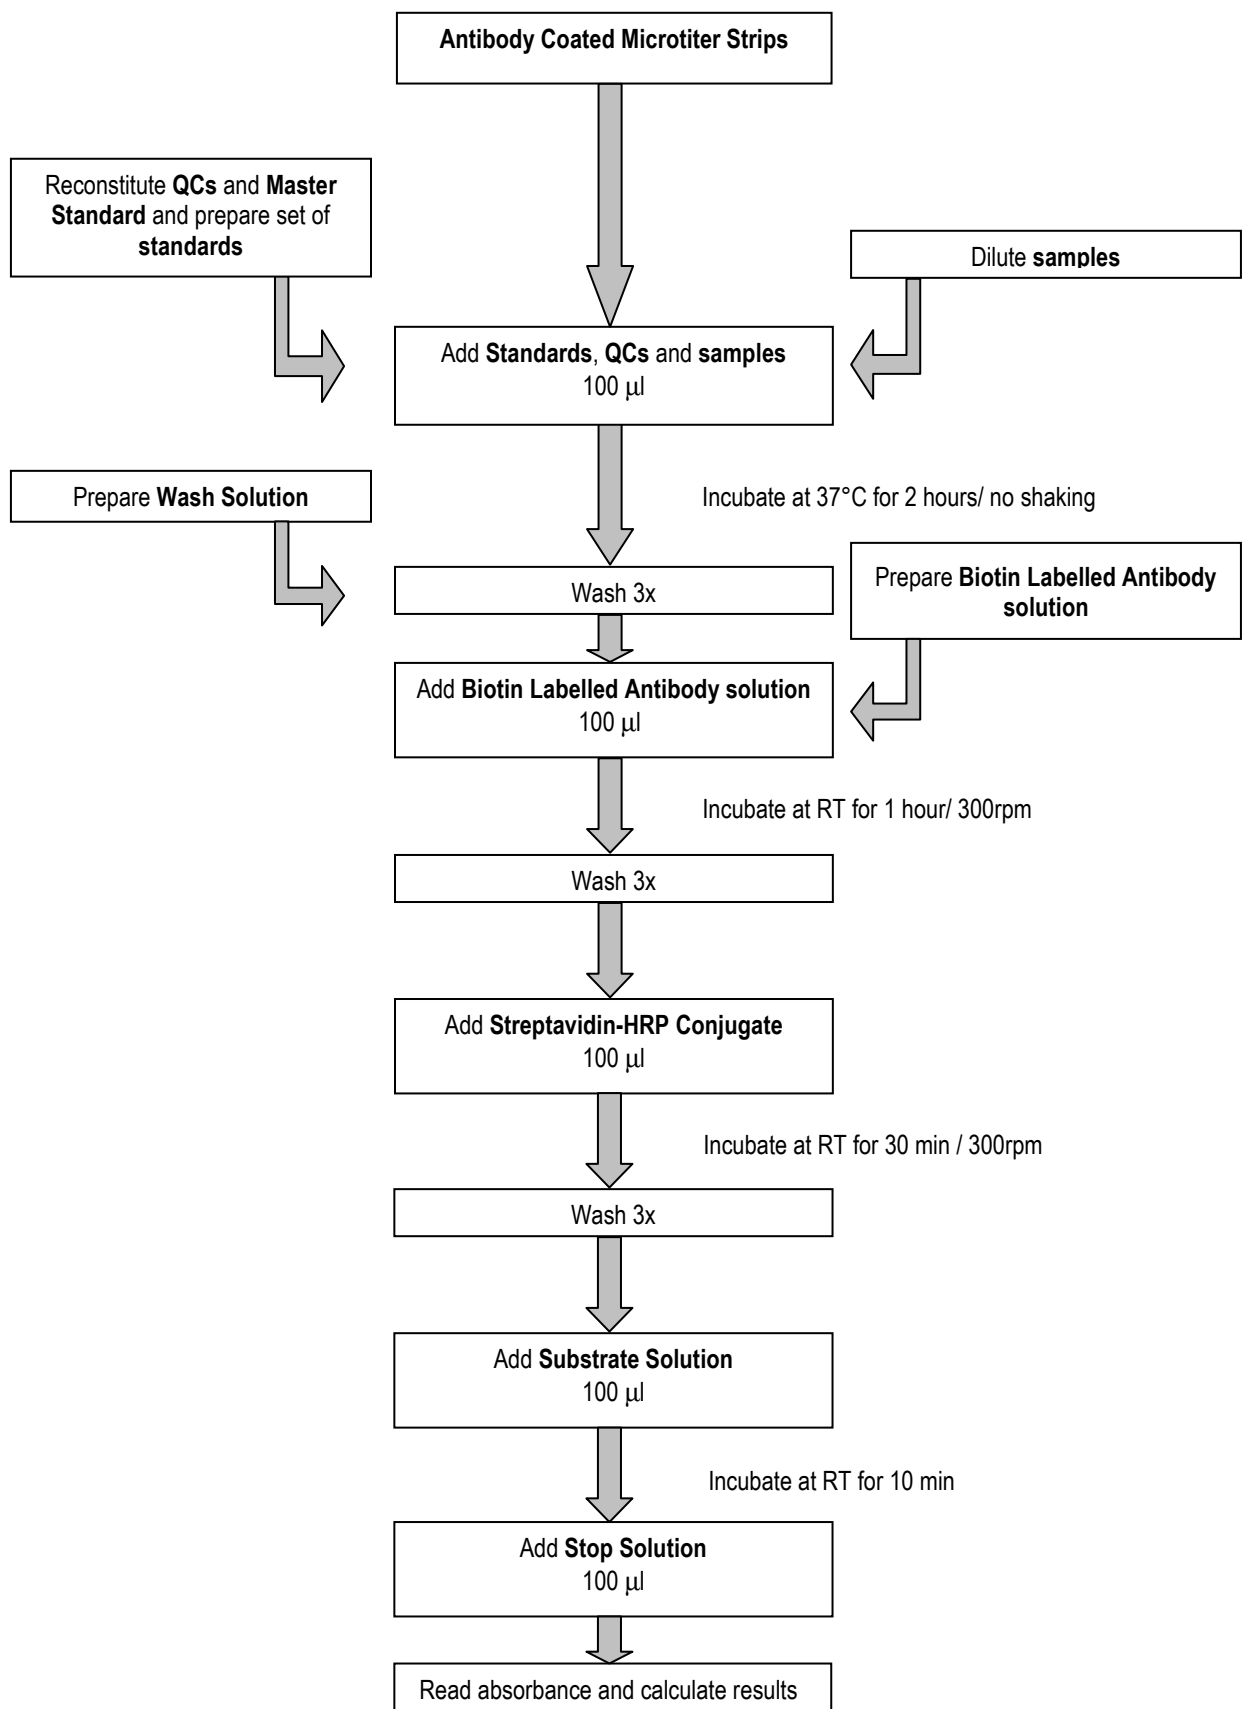 Antibody Coated Microtiter Strips
Reconstitute QCs and Master
Standard and prepare set of
standards
Dilute samples
Add Standards, QCs and samples
100 µl
Incubate at 37°C for 2 hours/ no shaking
Prepare Wash Solution
Wash 3x
Prepare Biotin Labelled Antibody
solution
Add Biotin Labelled Antibody solution
100 µl
Incubate at RT for 1 hour/ 300rpm
Wash 3x
Add Streptavidin-HRP Conjugate
100 µl
Incubate at RT for 30 min / 300rpm
Wash 3x
Add Substrate Solution
100 µl
Incubate at RT for 10 min
Add Stop Solution
100 µl
Read absorbance and calculate results